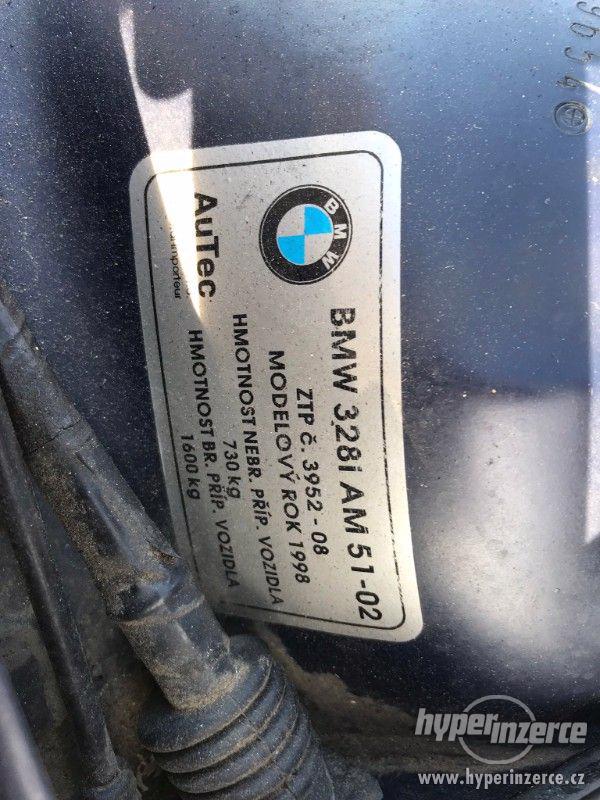 BMW
BMW 328i AM 51-02
ZTP Č. 3952 - 08
MODELOVÝ ROK 1998
HMOTNOST NEBR. PŘÍP. VOZIDLA
730 kg
HMOTNOST BR. PŘÍP. VOZIDLA
1600 kg
AuTec
importeur
hyperinzerce
www.hyperinzerce.cz